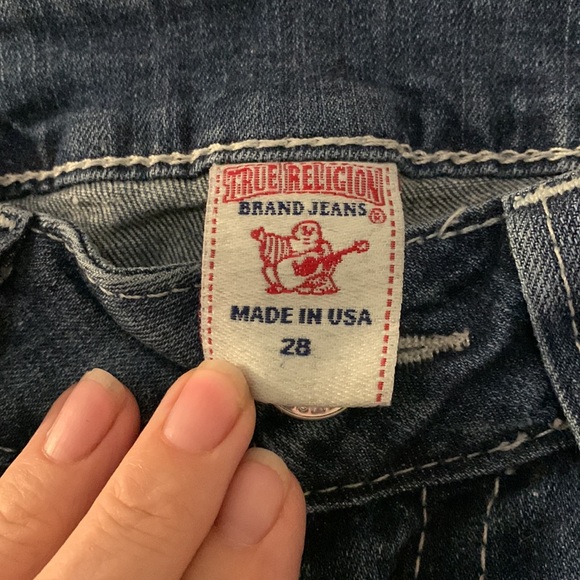 TRUE RELIGION
BRAND JEANS®
MADE IN USA
28